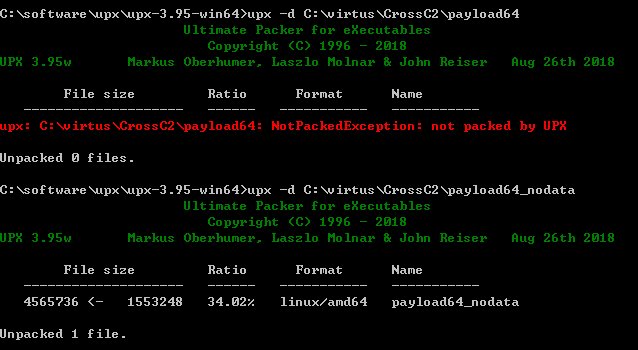 C:\software\upx\upx-3.95-win64>upx -d C:\virtus\CrossC2\payload64
Ultimate Packer for eXecutables
Copyright (C) 1996 - 2018
UPX 3.95w Markus Oberhumer, Laszlo Molnar & John Reiser Aug 26th 2018
File size Ratio Format Name
-------------------- ------ ----------- -----------
upx: C:\virtus\CrossC2\payload64: NotPackedException: not packed by UPX
Unpacked 0 files.
C:\software\upx\upx-3.95-win64>upx -d C:\virtus\CrossC2\payload64_nodata
Ultimate Packer for eXecutables
Copyright (C) 1996 - 2018
UPX 3.95w Markus Oberhumer, Laszlo Molnar & John Reiser Aug 26th 2018
File size Ratio Format Name
-------------------- ------ ----------- -----------
4565736 <- 1553248 34.02% linux/amd64 payload64_nodata
Unpacked 1 file.